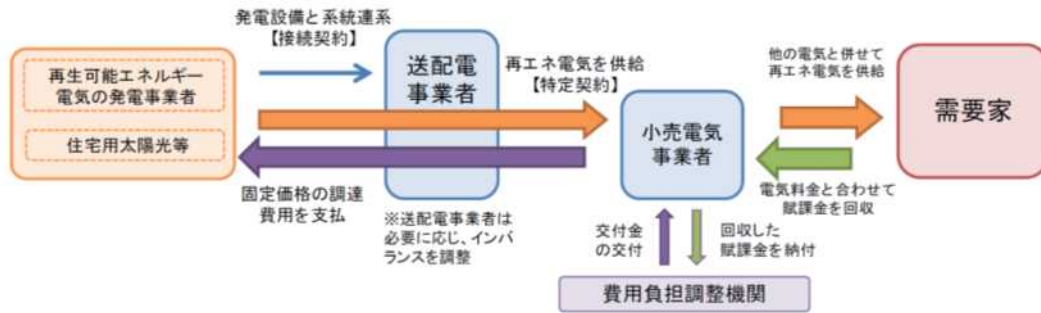 発電設備と系統連系
【接続契約】
再生可能エネルギー
電気の発電事業者
住宅用太陽光等
送配電
事業者
再エネ電気を供給
【特定契約】
小売電気
事業者
他の電気と併せて
再エネ電気を供給
需要家
固定価格の調達
費用を支払
※送配電事業者は
必要に応じ、インバ
ランスを調整
電気料金と合わせて
賦課金を回収
交付金
の交付
回収した
賦課金を納付
費用負担調整機関